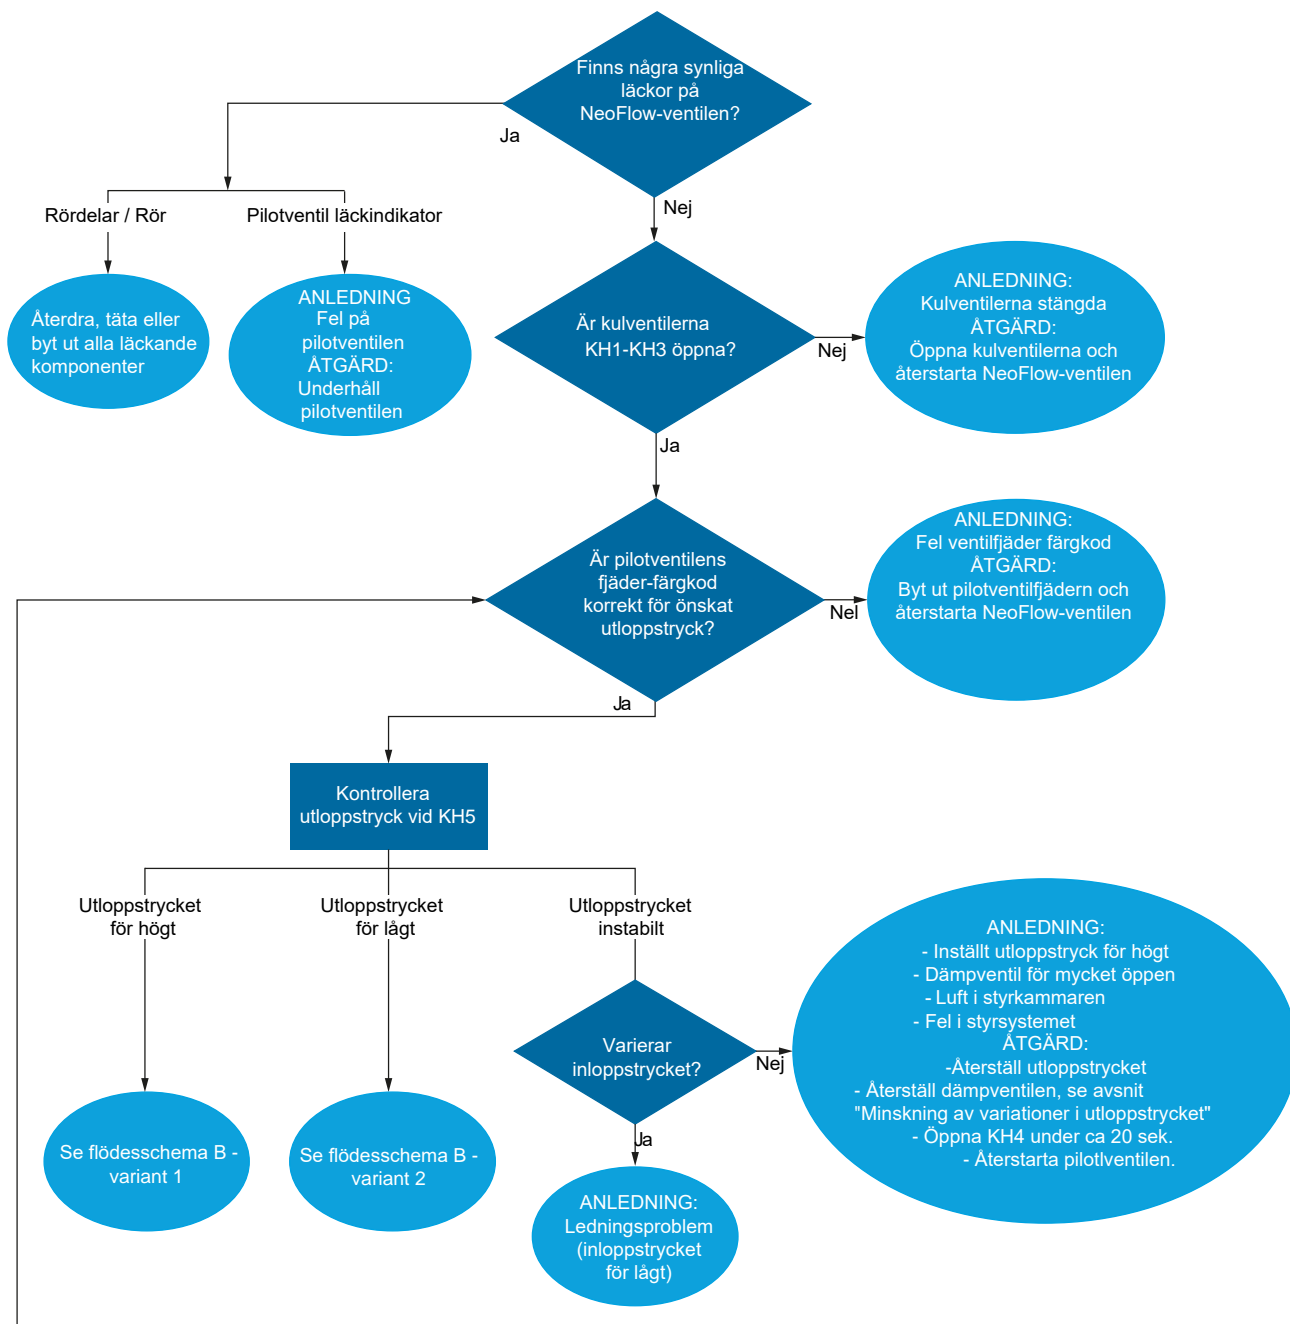 Finns några synliga
läckor på
NeoFlow-ventilen?
Ja
Nej
Rördelar / Rör
Pilotventil läckindikator
Återdra, täta eller
byt ut alla läckande
komponenter
ANLEDNING
Fel på
pilotventilen
ÅTGÄRD:
Underhåll
pilotventilen
Är kulventilerna
KH1-KH3 öppna?
Nej
Ja
ANLEDNING:
Kulventilerna stängda
ÅTGÄRD:
Öppna kulventilerna och
återstarta NeoFlow-ventilen
Är pilotventilens
fjäder-färgkod
korrekt för önskat
utloppstryck?
Nel
Ja
ANLEDNING:
Fel ventilfjäder färgkod
ÅTGÄRD:
Byt ut pilotventilfjädern och
återstarta NeoFlow-ventilen
Kontrollera
utloppstryck vid KH5
Utloppstrycket
för högt
Utloppstrycket
för lågt
Utloppstrycket
instabilt
Se flödesschema B -
variant 1
Se flödesschema B -
variant 2
Varierar
inloppstrycket?
Nej
Ja
ANLEDNING:
Ledningsproblem
(inloppstrycket
för lågt)
ANLEDNING:
- Inställt utloppstryck för högt
- Dämpventil för mycket öppen
- Luft i styrkammaren
- Fel i styrsystemet
ÅTGÄRD:
-Återställ utloppstrycket
- Återställ dämpventilen, se avsnit
"Minskning av variationer i utloppstrycket"
- Öppna KH4 under ca 20 sek.
- Återstarta pilotlventilen.